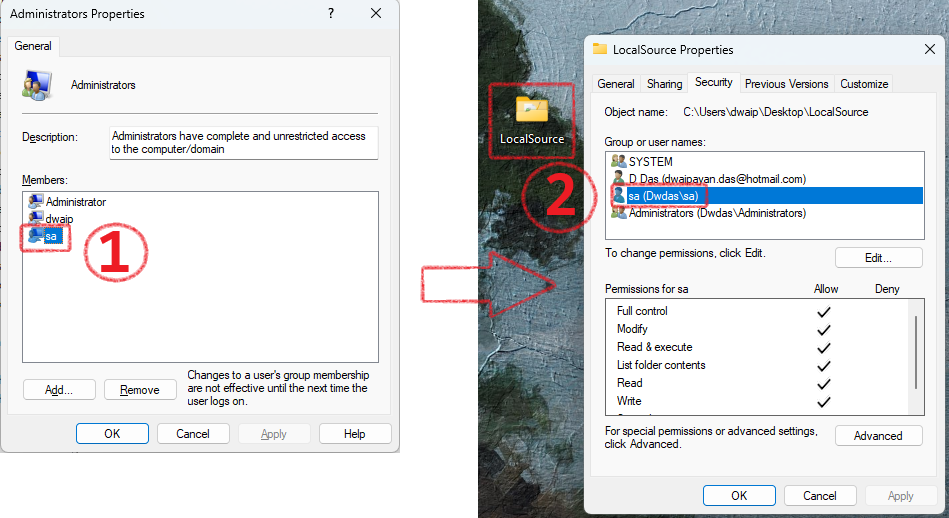 Administrators Properties
?
General
Administrators
Description:
Administrators have complete and unrestricted access
to the computer/domain
Members:
Administrator
dwaip
sa
1
Add...
Remove
Changes to a user's group membership
are not effective until the next time the
user logs on.
OK
Cancel
Apply
Help
LocalSource
2
LocalSource Properties
General
Sharing
Security
Previous Versions
Customize
Object name:
C:\Users\dwaip\Desktop\LocalSource
Group or user names:
SYSTEM
D Das (dwaipayan.das@hotmail.com)
sa (Dwdas\sa)
Administrators (Dwdas\Administrators)
To change permissions, click Edit.
Edit...
Permissions for sa
Allow
Deny
Full control
Modify
Read & execute
List folder contents
Read
Write
For special permissions or advanced settings,
click Advanced.
Advanced
OK
Cancel
Apply